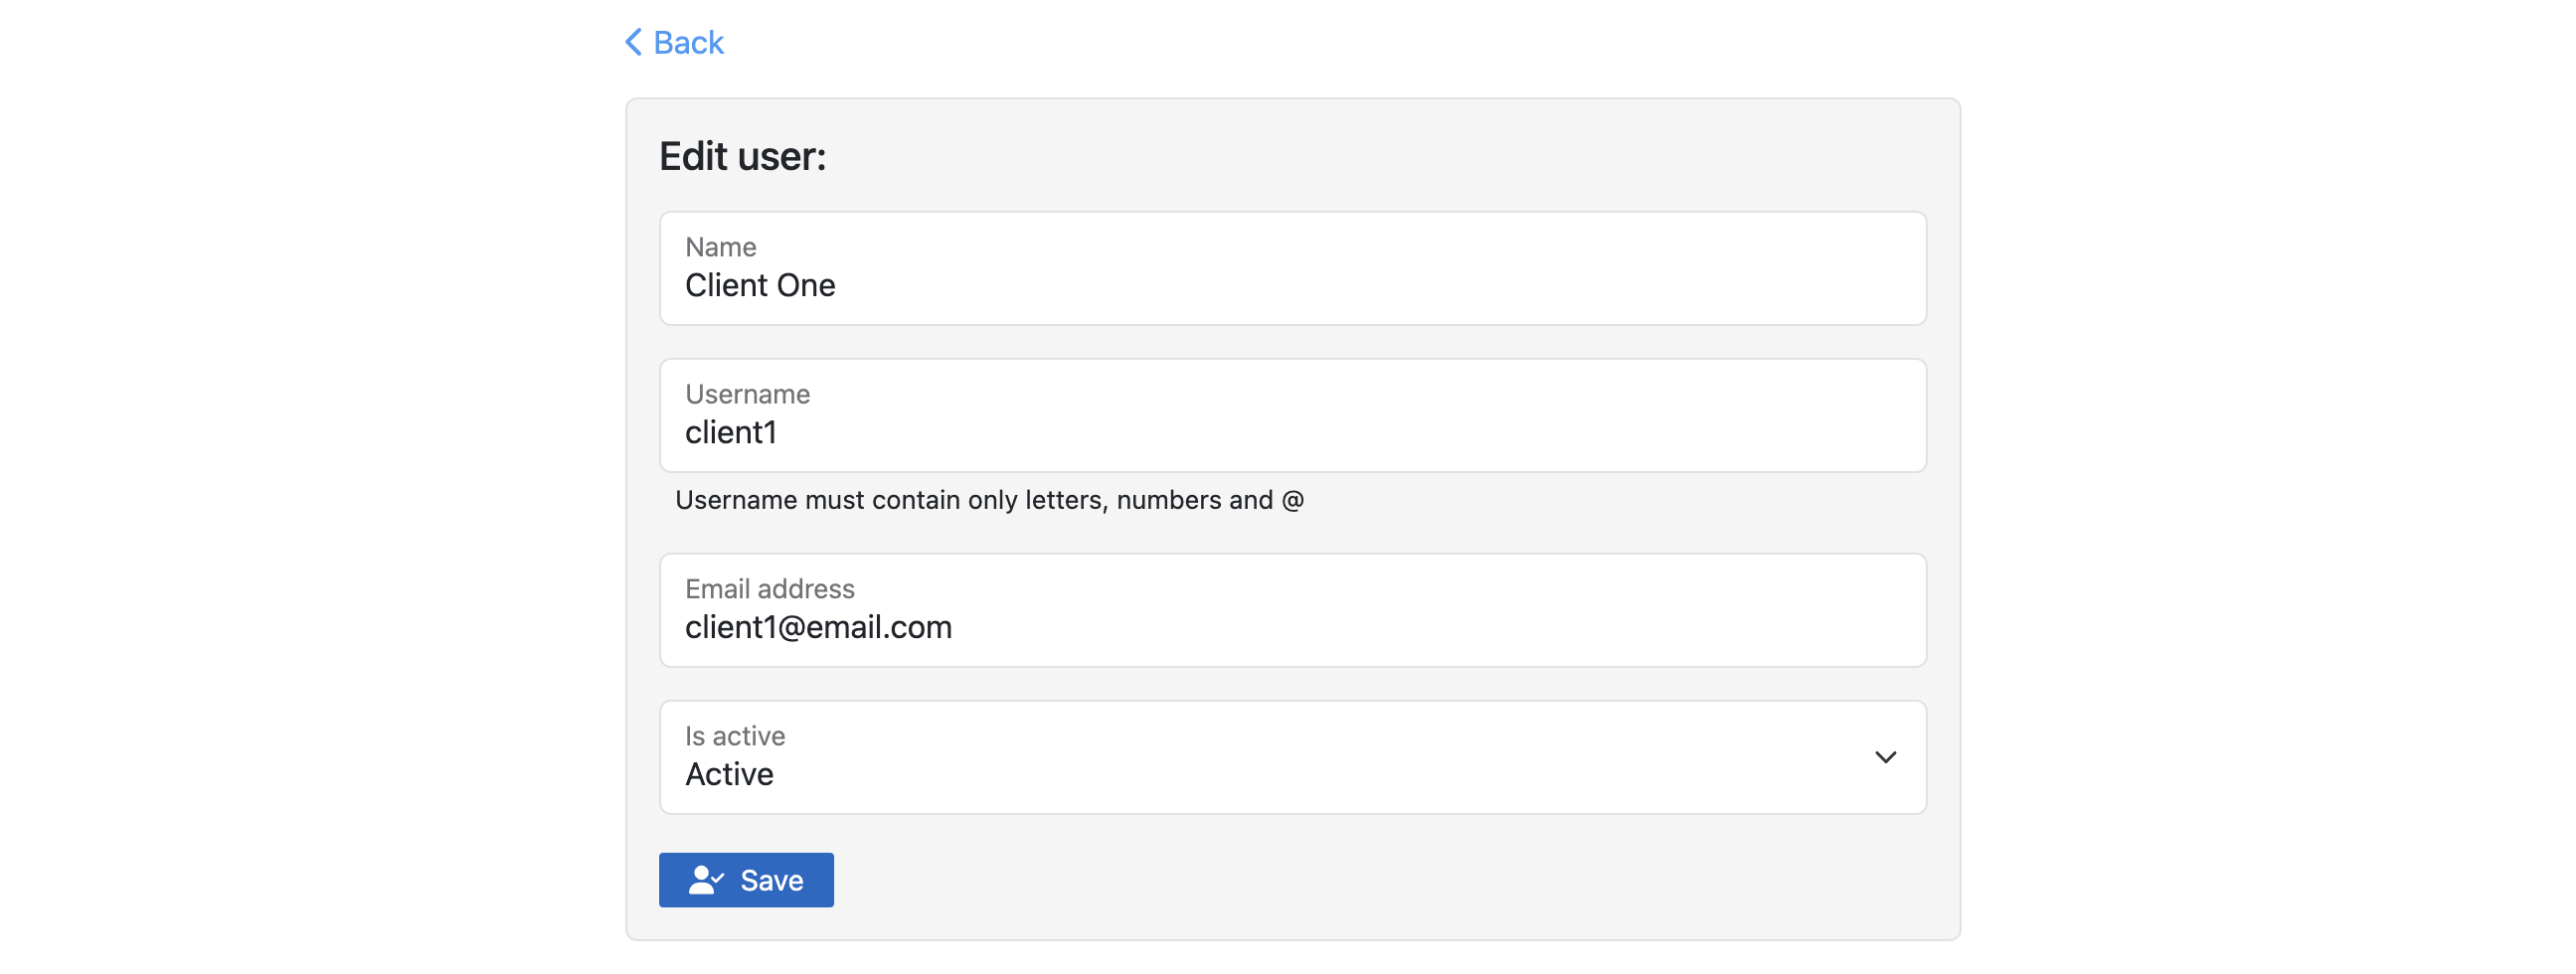 Back
Edit user:
Name
Client One
Username
client1
Username must contain only letters, numbers and @
Email address
client1@email.com
Is active
Active
Save